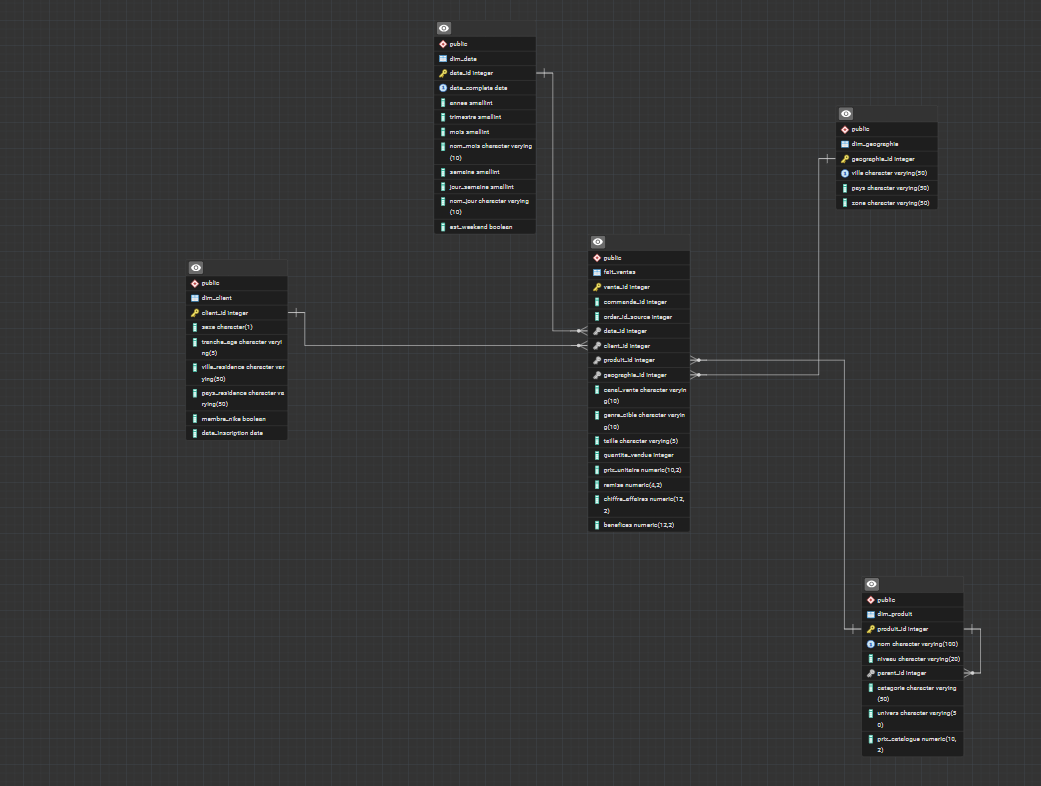 public
dim_date
date_id integer
date_complete date
annee smallint
trimestre smallint
mois smallint
nom_mois character varying
(10)
semaine smallint
jour_semaine smallint
nom_jour character varying
(10)
est_weekend boolean
public
dim_geographie
geographie_id integer
ville character varying(50)
pays character varying(50)
zone character varying(50)
public
dim_client
client_id integer
sexe character(1)
tranche_age character varyi
ng(5)
ville_residence character var
ying(50)
pays_residence character va
rying(50)
membre_nike boolean
date_inscription date
public
fait_ventes
vente_id integer
commande_id integer
order_id_source integer
date_id integer
client_id integer
produit_id integer
geographie_id integer
canal_vente character varyin
g(10)
genre_cible character varyin
g(10)
taille character varying(5)
quantite_vendue integer
prix_unitaire numeric(10,2)
remise numeric(4,2)
chiffre_affaires numeric(12,
2)
benefices numeric(12,2)
public
dim_produit
produit_id integer
nom character varying(100)
niveau character varying(20)
parent_id integer
categorie character varying
(50)
univers character varying(5
0)
prix_catalogue numeric(10,
2)